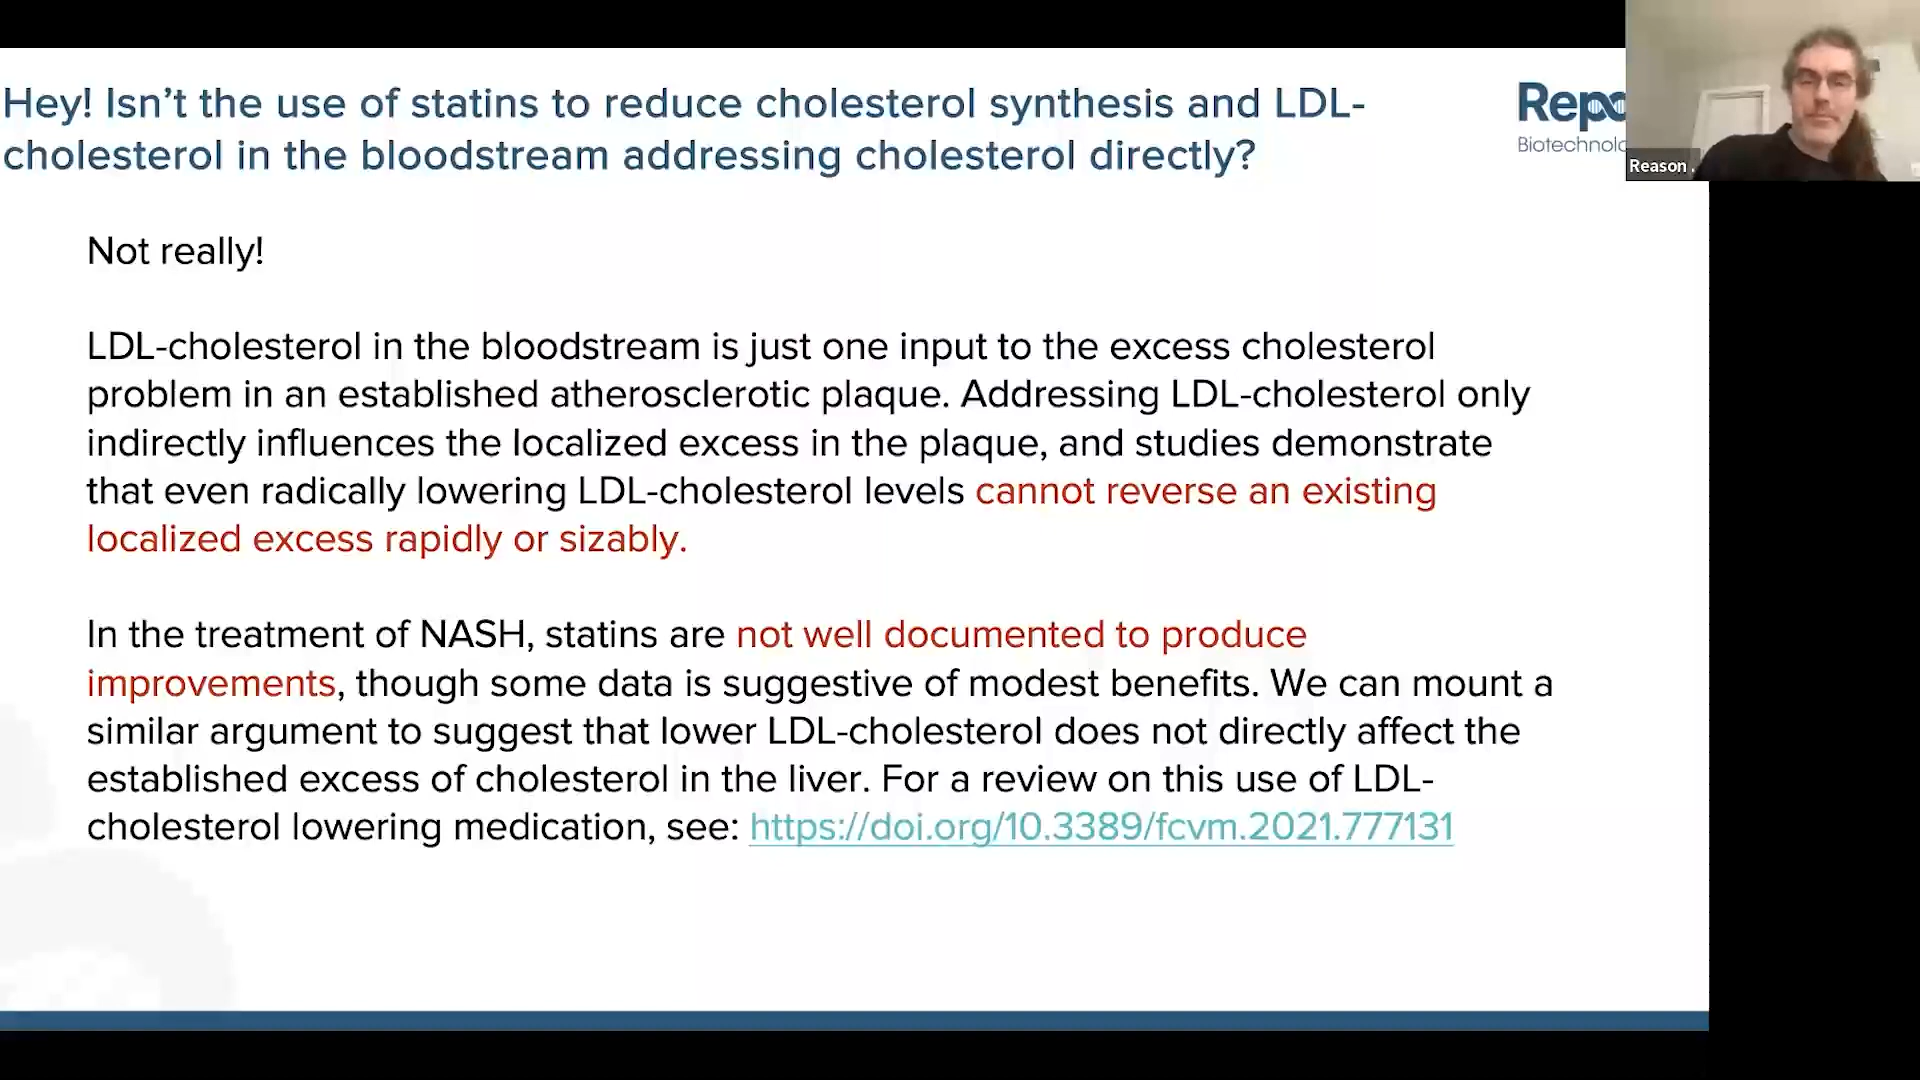 Hey! Isn’t the use of statins to reduce cholesterol synthesis and LDL-
cholesterol in the bloodstream addressing cholesterol directly?
Reason .
Not really!
LDL-cholesterol in the bloodstream is just one input to the excess cholesterol
problem in an established atherosclerotic plaque. Addressing LDL-cholesterol only
indirectly influences the localized excess in the plaque, and studies demonstrate
that even radically lowering LDL-cholesterol levels cannot reverse an existing
localized excess rapidly or sizably.
In the treatment of NASH, statins are not well documented to produce
improvements, though some data is suggestive of modest benefits. We can mount a
similar argument to suggest that lower LDL-cholesterol does not directly affect the
established excess of cholesterol in the liver. For a review on this use of LDL-
cholesterol lowering medication, see: https://doi.org/10.3389/fcvm.2021.777131